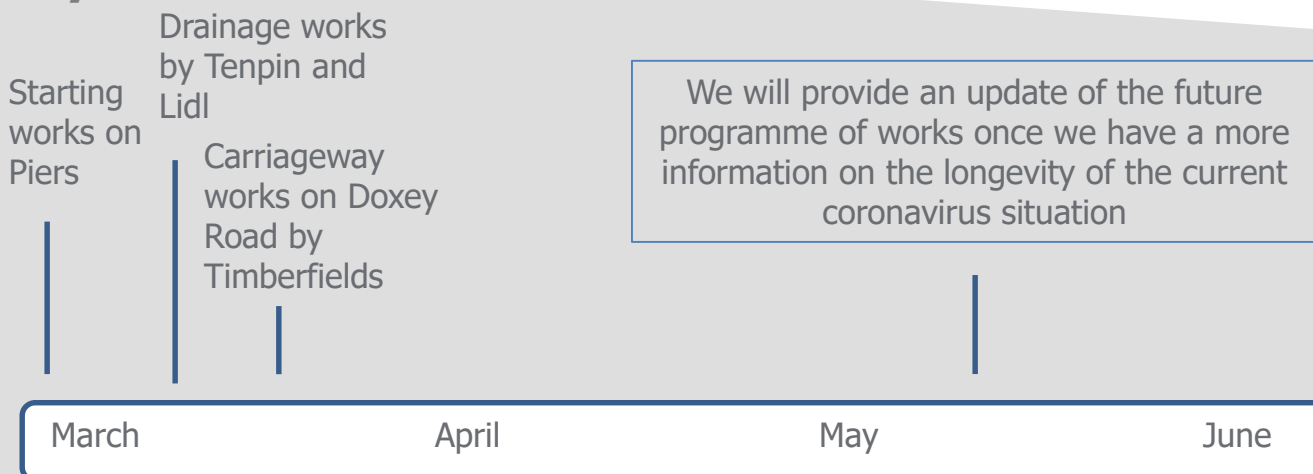 Starting
works on
Piers
Drainage works
by Tenpin and
Lidl
Carriageway
works on Doxey
Road by
Timberfields
We will provide an update of the future
programme of works once we have a more
information on the longevity of the current
coronavirus situation
March April May June